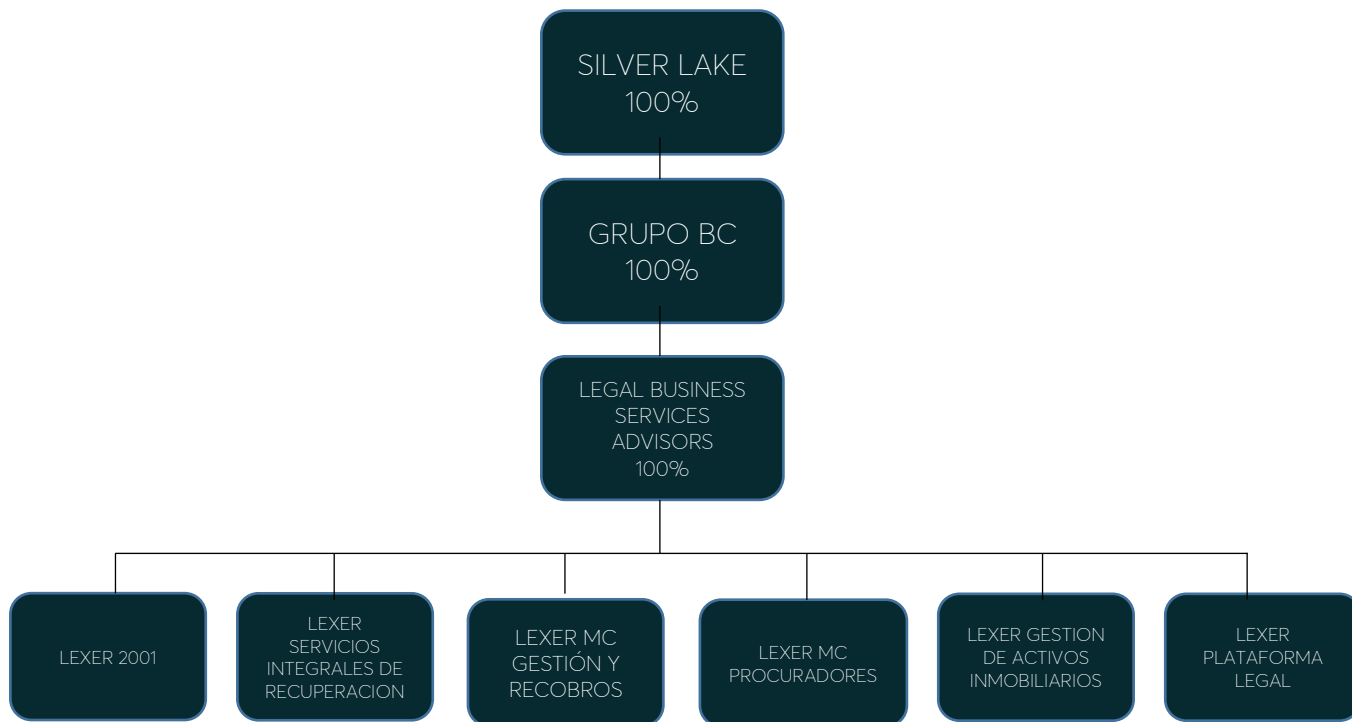 SILVER LAKE
100%
GRUPO BC
100%
LEGAL BUSINESS
SERVICES
ADVISORS
100%
LEXER 2001
LEXER
SERVICIOS
INTEGRALES DE
RECUPERACION
LEXER MC
GESTIÓN Y
RECOBROS
LEXER MC
PROCURADORES
LEXER GESTION
DE ACTIVOS
INMOBILIARIOS
LEXER
PLATAFORMA
LEGAL